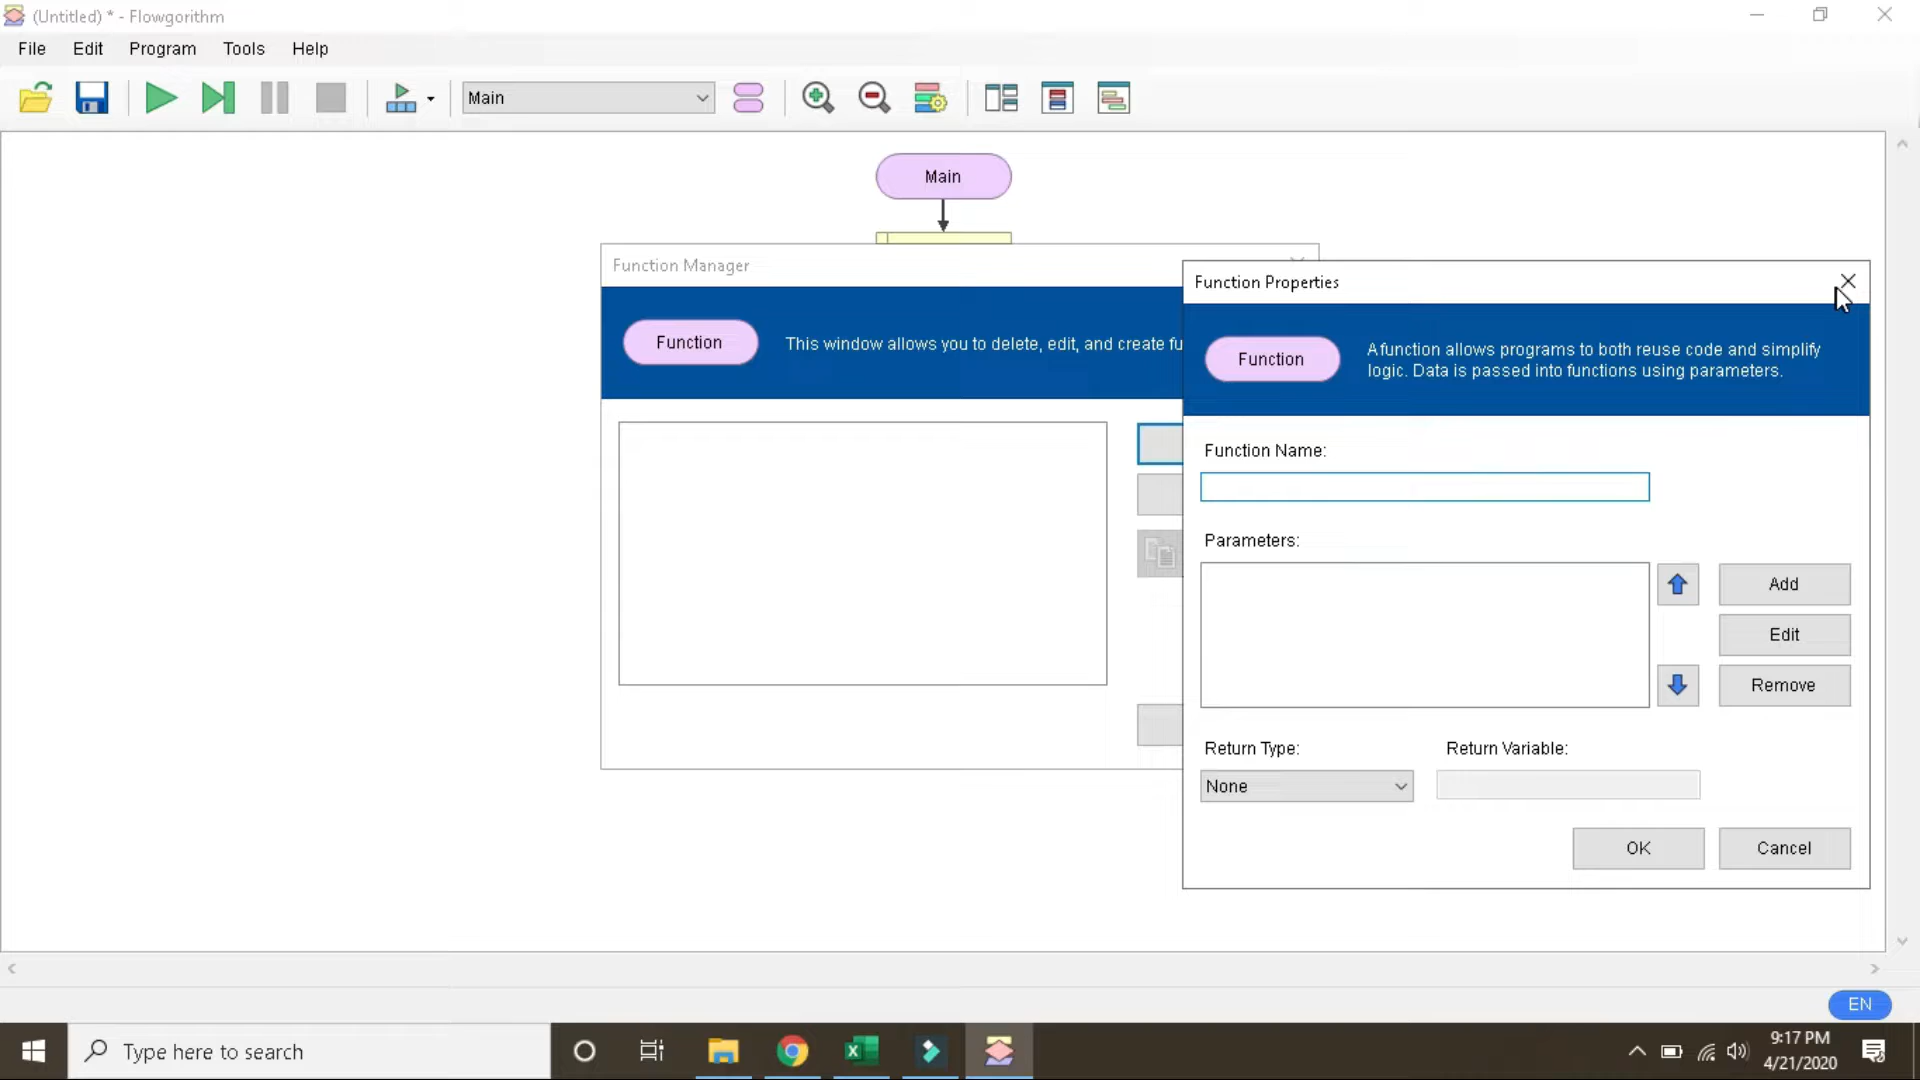 (Untitled) * - Flowgorithm
File Edit Program Tools Help
Main
Main
Function Manager
Function
This window allows you to delete, edit, and create fu
Function Properties
Function
A function allows programs to both reuse code and simplify
logic. Data is passed into functions using parameters.
Function Name:
Parameters:
Add
Edit
Remove
Return Type:
Return Variable:
None
OK
Cancel
EN
Type here to search
9:17 PM
4/21/2020